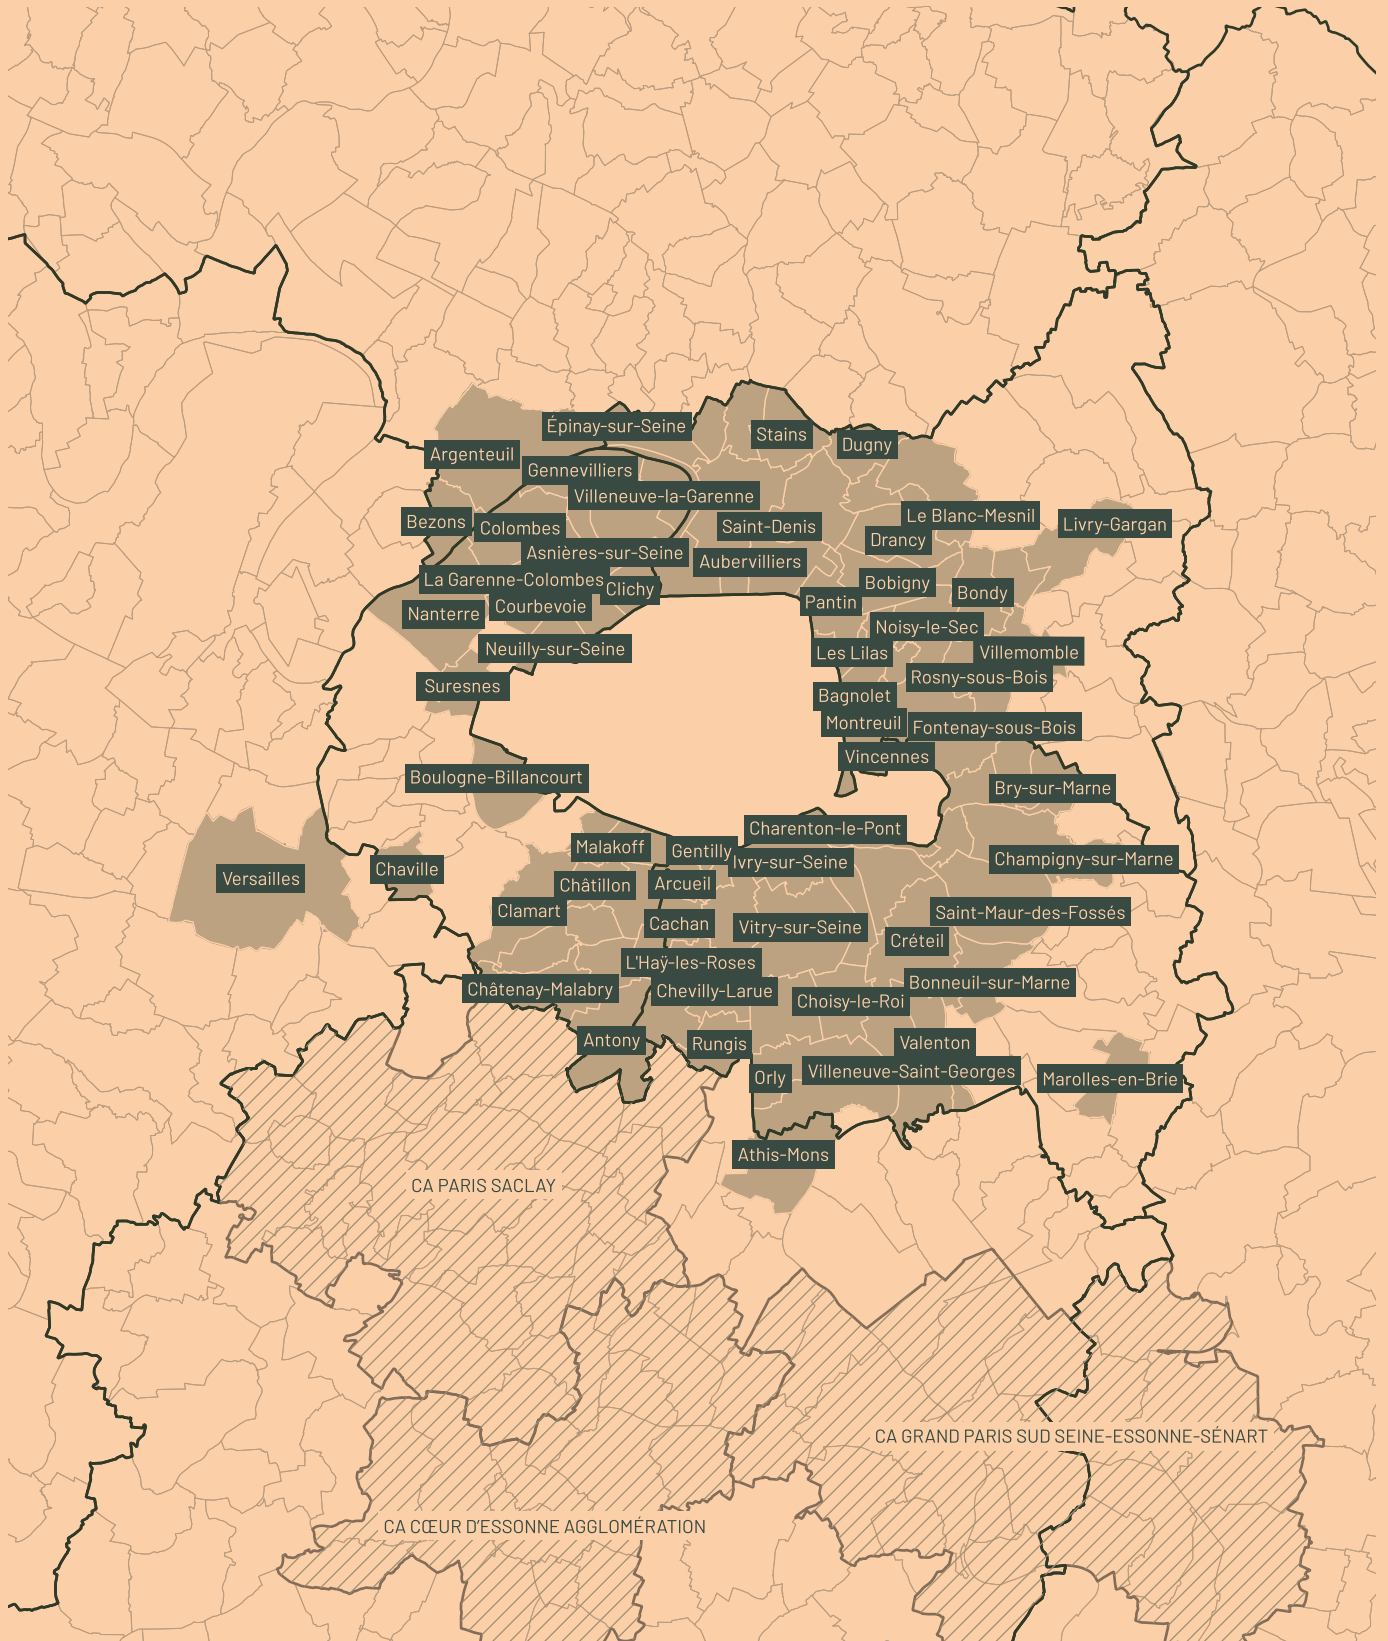 Épinay-sur-Seine
Stains
Dugny
Argenteuil
Gennevilliers
Villeneuve-la-Garenne
Le Blanc-Mesnil
Livry-Gargan
Bezons
Colombes
Saint-Denis
Drancy
Asnières-sur-Seine
Aubervilliers
La Garenne-Colombes
Clichy
Bobigny
Bondy
Nanterre
Courbevoie
Pantin
Noisy-le-Sec
Neuilly-sur-Seine
Les Lilas
Villemomble
Suresnes
Rosny-sous-Bois
Bagnolet
Montreuil
Fontenay-sous-Bois
Vincennes
Boulogne-Billancourt
Bry-sur-Marne
Charenton-le-Pont
Malakoff
Gentilly
Ivry-sur-Seine
Champigny-sur-Marne
Chaville
Versailles
Châtillon
Arcueil
Clamart
Saint-Maur-des-Fossés
Cachan
Vitry-sur-Seine
Créteil
L'Haÿ-les-Roses
Châtenay-Malabry
Chevilly-Larue
Bonneuil-sur-Marne
Choisy-le-Roi
Antony
Rungis
Valenton
Orly
Villeneuve-Saint-Georges
Marolles-en-Brie
Athis-Mons
CA PARIS SACLAY
CA GRAND PARIS SUD SEINE-ESSONNE-SÉNART
CA CŒUR D'ESSONNE AGGLOMÉRATION